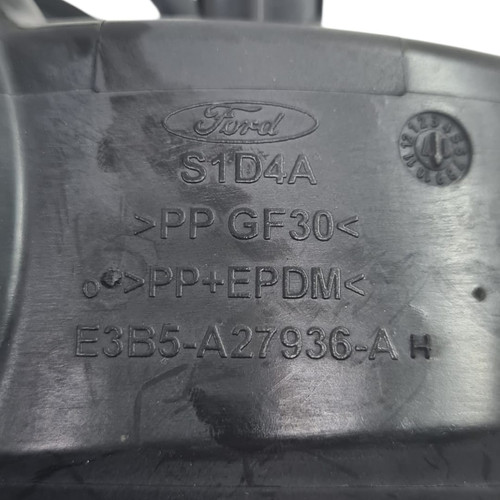 Ford
S1D4A
>PP GF30<
>PP+EPDM<
E3B5-A27936-A H